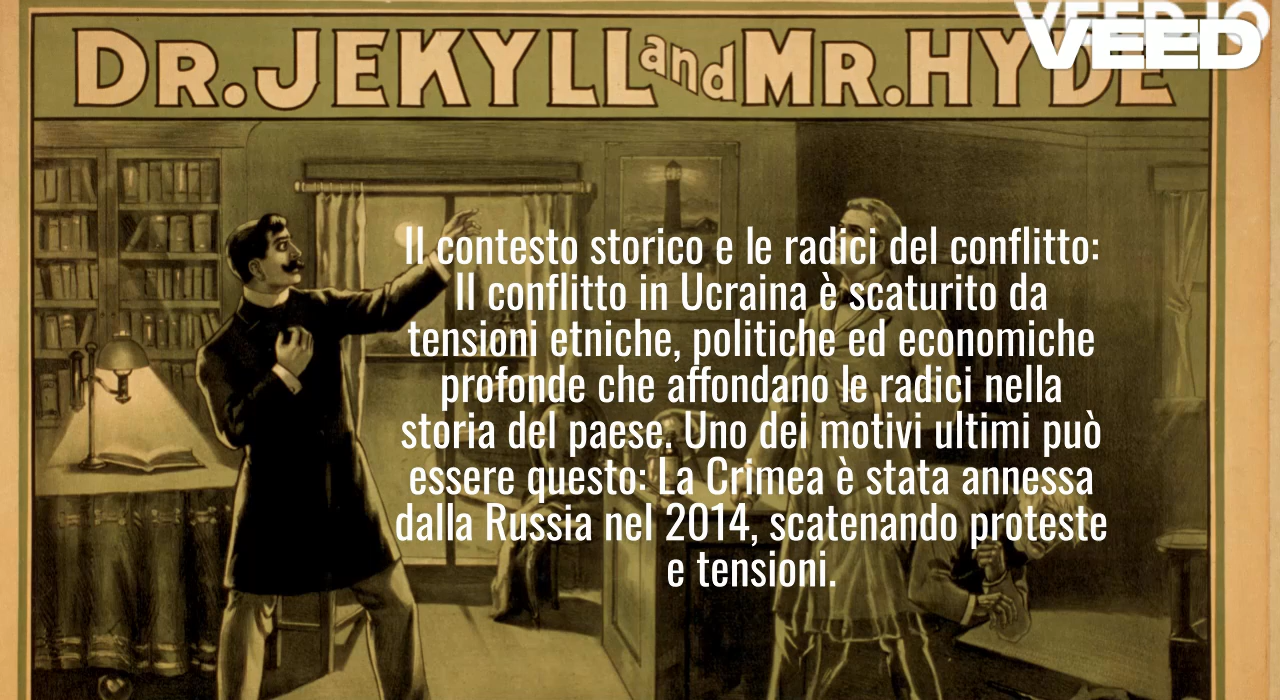 DR. JEKYLL and MR. HYDE
VEED.IO
VEED
Il contesto storico e le radici del conflitto:
Il conflitto in Ucraina è scaturito da
tensioni etniche, politiche ed economiche
profonde che affondano le radici nella
storia del paese. Uno dei motivi ultimi può
essere questo: La Crimea è stata annessa
dalla Russia nel 2014, scatenando proteste
e tensioni.